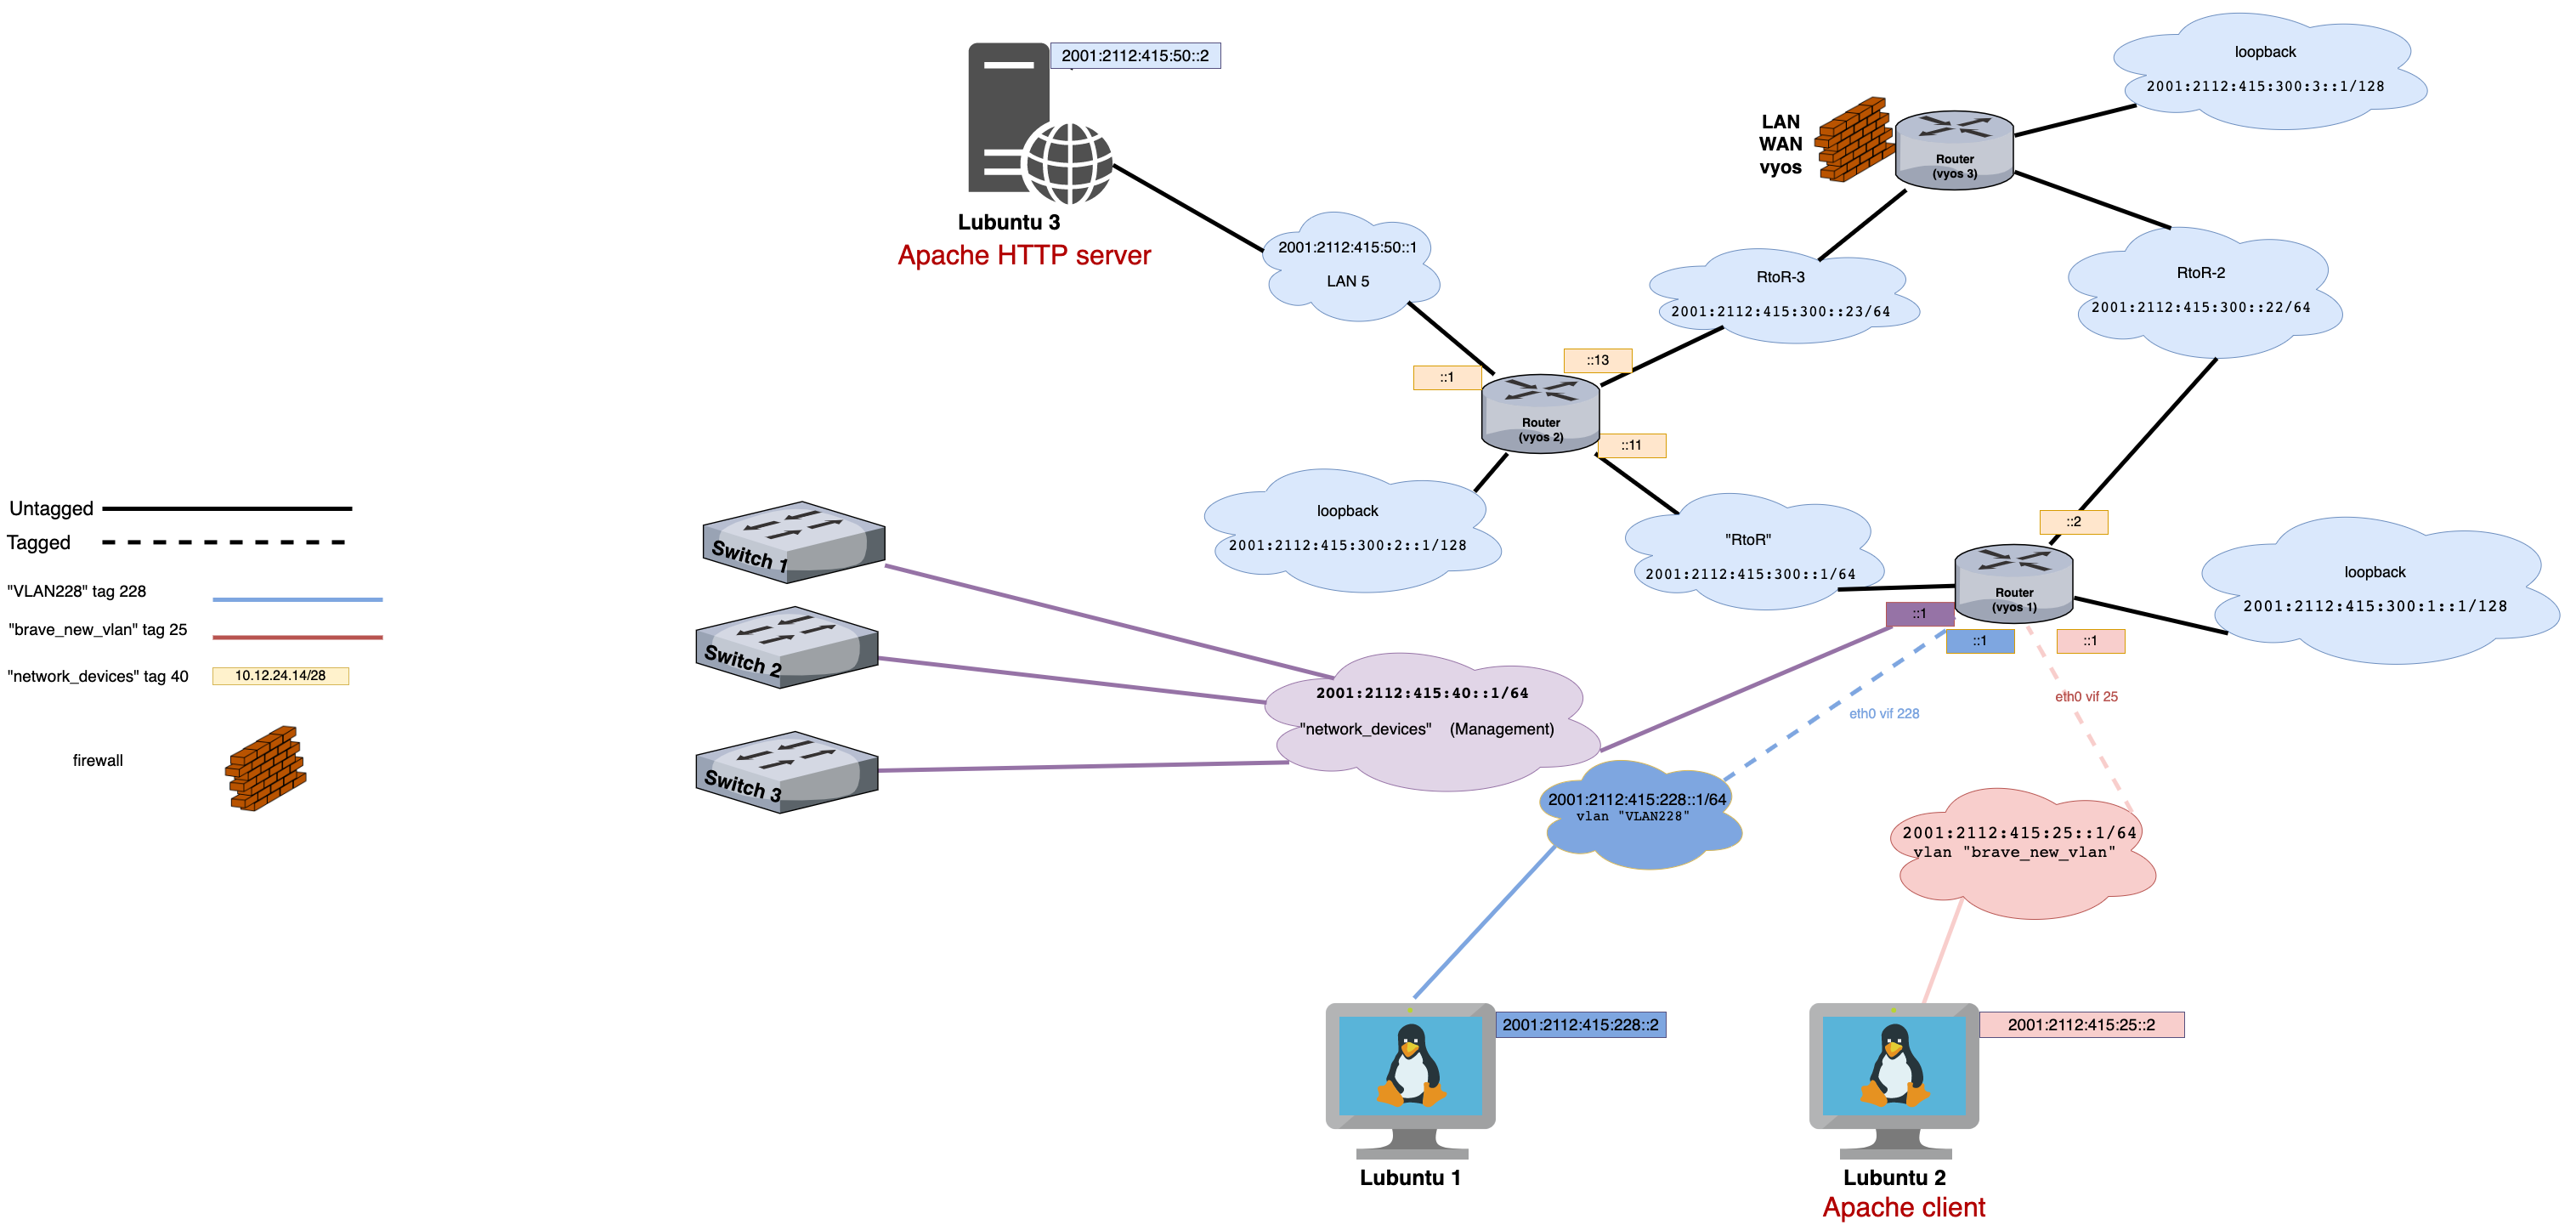 2001:2112:415:50::2
Lubuntu 3
Apache HTTP server
2001:2112:415:50::1
LAN 5
loopback
2001:2112:415:300:3::1/128
LAN
WAN
vyos
Router
(vyos 3)
RtoR-3
2001:2112:415:300::23/64
RtoR-2
2001:2112:415:300::22/64
::1
::13
Router
(vyos 2)
::11
loopback
2001:2112:415:300:2::1/128
"RtoR"
2001:2112:415:300::1/64
::2
Router
(vyos 1)
::1
::1
::1
loopback
2001:2112:415:300:1::1/128
Untagged
Tagged
"VLAN228" tag 228
"brave_new_vlan" tag 25
"network_devices" tag 40
10.12.24.14/28
firewall
Switch 1
Switch 2
Switch 3
2001:2112:415:40::1/64
"network_devices" (Management)
eth0 vif 228
eth0 vif 25
2001:2112:415:228::1/64
vlan "VLAN228"
2001:2112:415:25::1/64
vlan "brave_new_vlan"
2001:2112:415:228::2
Lubuntu 1
2001:2112:415:25::2
Lubuntu 2
Apache client